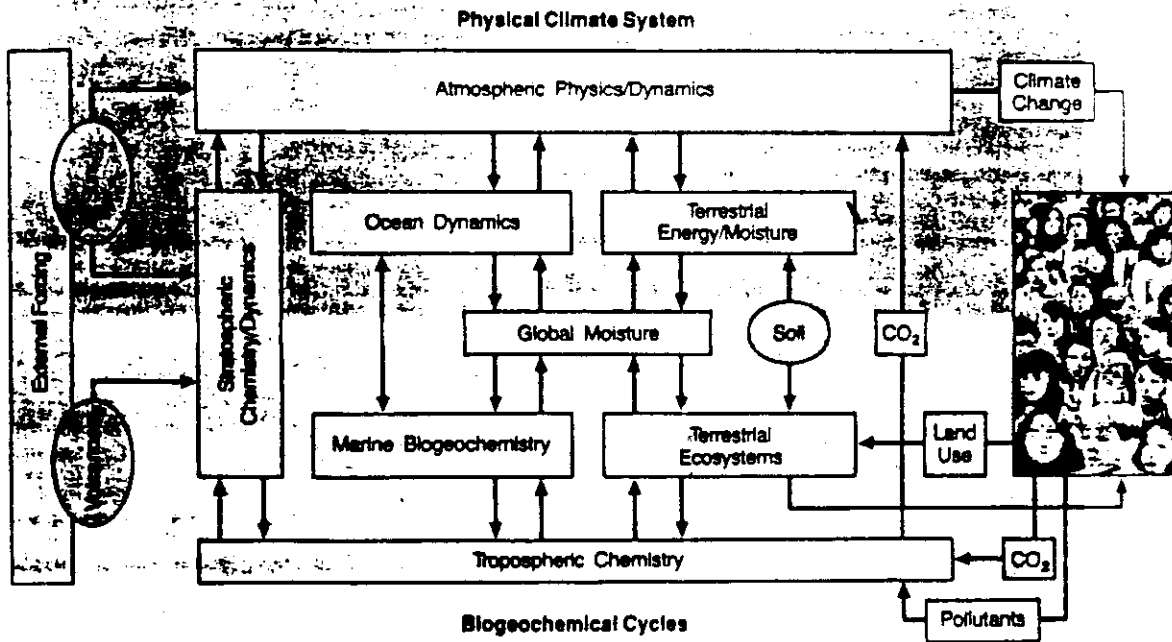 Physical Climate System
Atmospheric Physics/Dynamics
Climate
Change
Ocean Dynamics
Terrestrial
Energy/Moisture
External Forcing
Stratospheric
Chemistry/Dynamics
Global Moisture
Soil
CO₂
Marine Biogeochemistry
Terrestrial
Ecosystems
Land
Use
Tropospheric Chemistry
CO₂
Biogeochemical Cycles
Pollutants